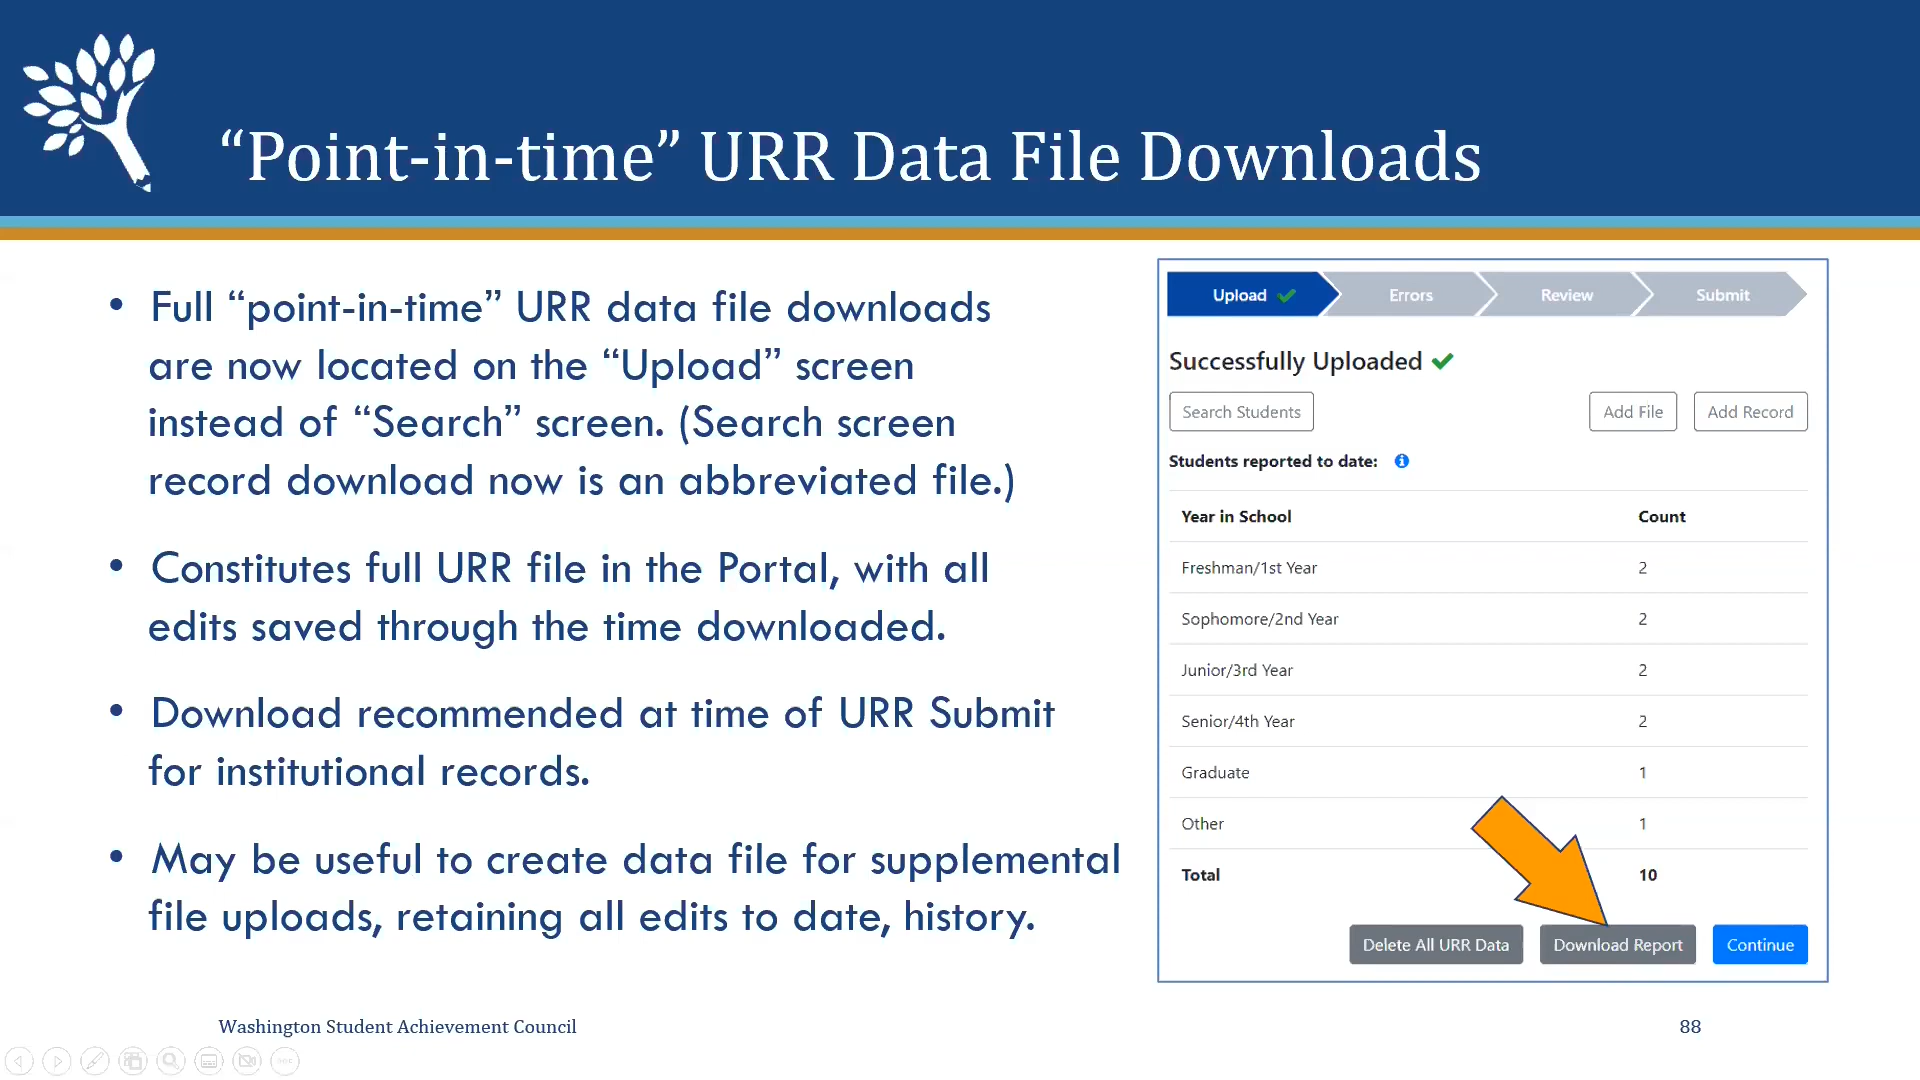 “Point-in-time” URR Data File Downloads
• Full “point-in-time” URR data file downloads
are now located on the “Upload” screen
instead of “Search” screen. (Search screen
record download now is an abbreviated file.)
• Constitutes full URR file in the Portal, with all
edits saved through the time downloaded.
• Download recommended at time of URR Submit
for institutional records.
• May be useful to create data file for supplemental
file uploads, retaining all edits to date, history.
Upload Errors Review Submit
Successfully Uploaded
Search Students Add File Add Record
Students reported to date:
Year in School Count
Freshman/1st Year 2
Sophomore/2nd Year 2
Junior/3rd Year 2
Senior/4th Year 2
Graduate 1
Other 1
Total 10
Delete All URR Data Download Report Continue
Washington Student Achievement Council 88